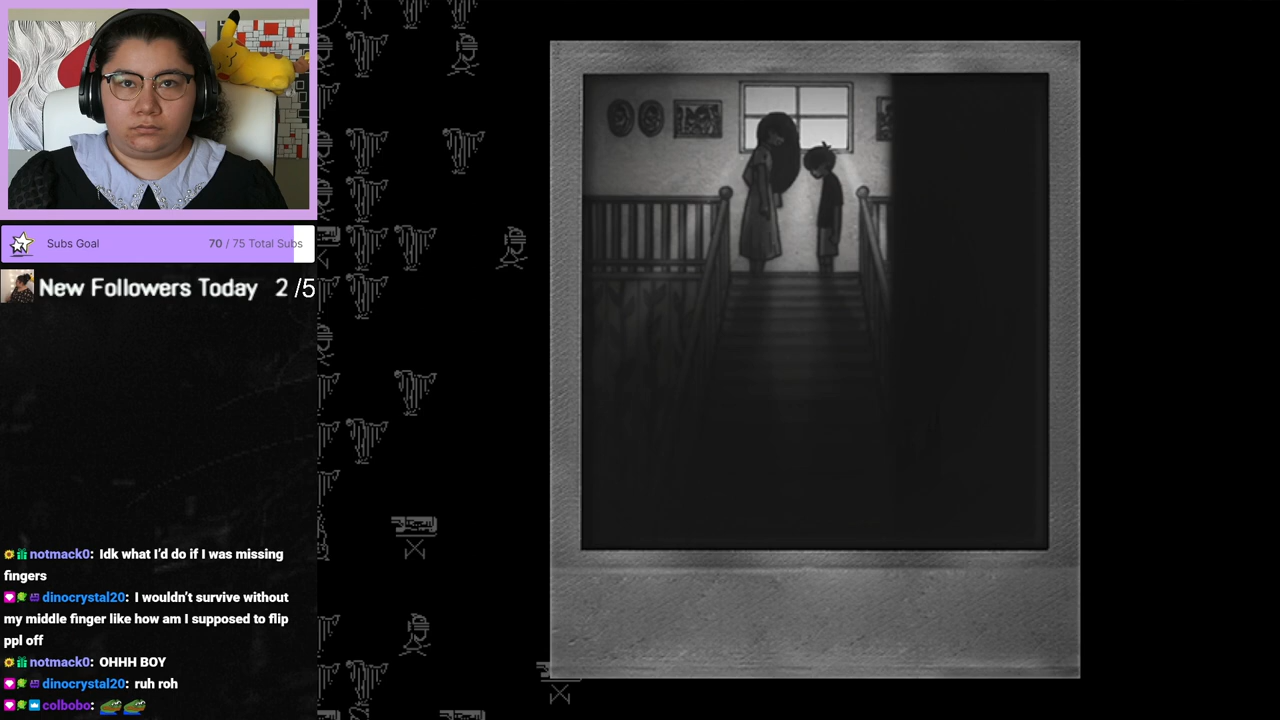 Subs Goal 70 / 75 Total Subs
New Followers Today 2 /5
notmack0: Idk what I'd do if I was missing
fingers
dinocrystal20: I wouldn't survive without
my middle finger like how am I supposed to flip
ppl off
notmack0: OHHH BOY
dinocrystal20: ruh roh
colbobo: